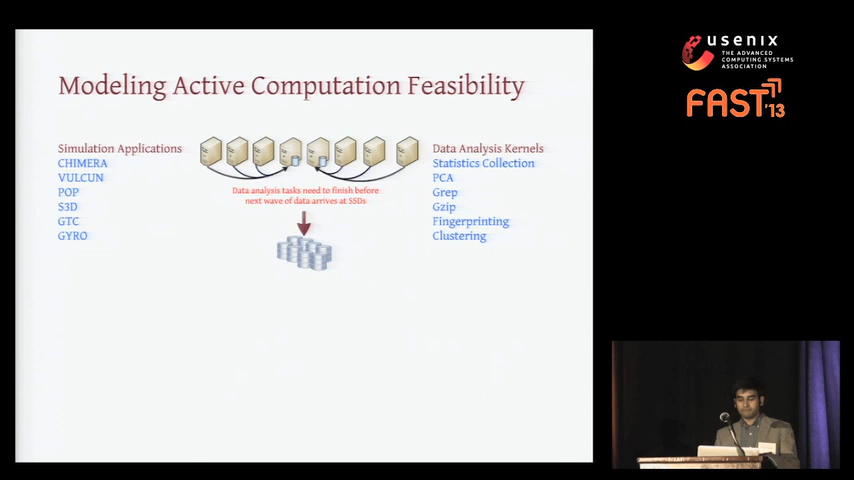 Modeling Active Computation Feasibility
Simulation Applications
CHIMERA
VULCUN
POP
S3D
GTC
GYRO
Data analysis tasks need to finish before
next wave of data arrives at SSDs
Data Analysis Kernels
Statistics Collection
PCA
Grep
Gzip
Fingerprinting
Clustering
usenix
THE ADVANCED
COMPUTING SYSTEMS
ASSOCIATION
FAST'13